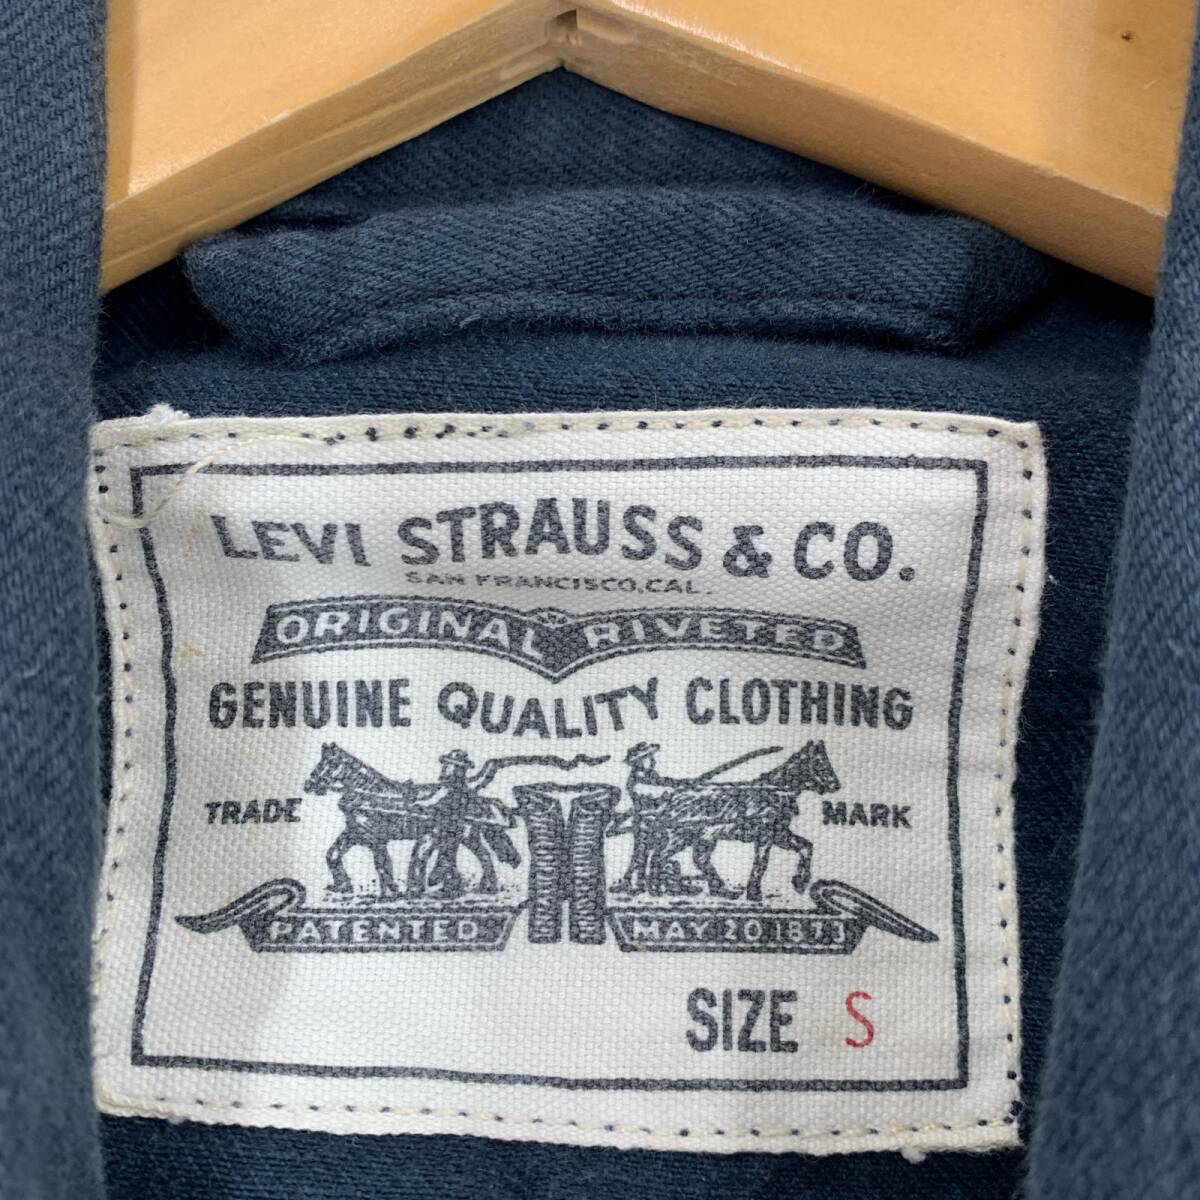 LEVI STRAUSS & CO.
SAN FRANCISCO, CAL.
ORIGINAL RIVETED
GENUINE QUALITY CLOTHING
TRADE MARK
PATENTED MAY 20 1873
SIZE S